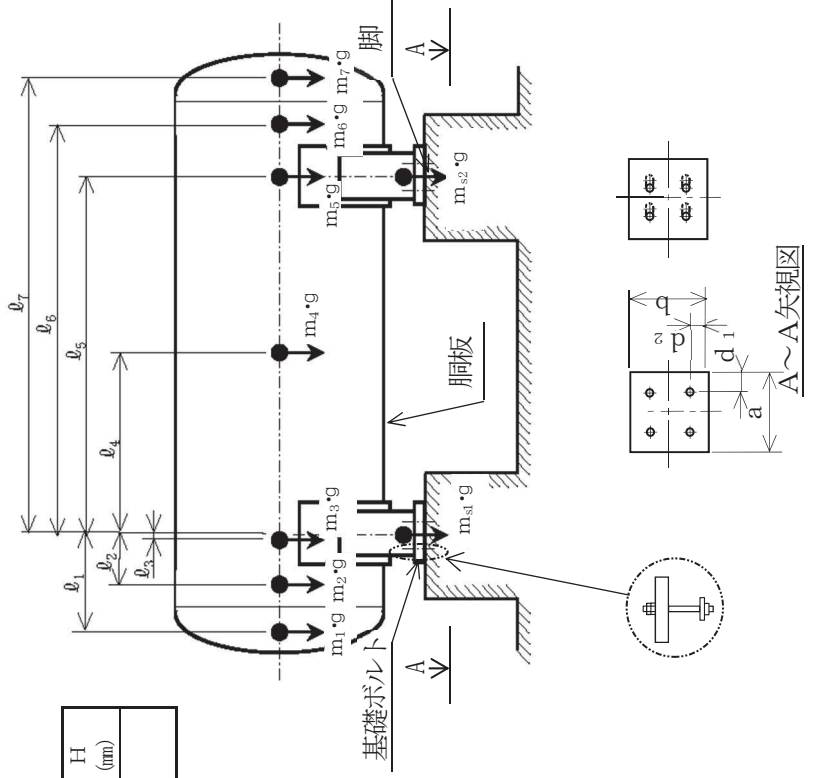 ℓ₇
ℓ₆
ℓ₅
ℓ₁
ℓ₂
ℓ₃
ℓ₄
H
(mm)
m₁·g
m₂·g
m₃·g
m₄·g
m₅·g
m₆·g
m₇·g
脚
A
A
mₛ₁·g
mₛ₂·g
胴板
基礎ボルト
a
b
d₁
d₂
A～A矢視図